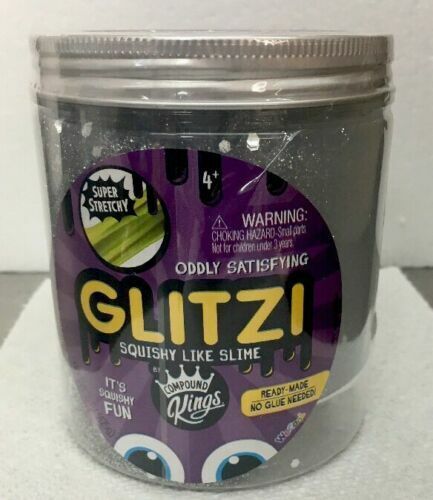 SUPER
STRETCHY
4+
WARNING:
CHOKING HAZARD-Small parts
Not for children under 3 years.
ODDLY SATISFYING
GLITZI
SQUISHY LIKE SLIME
BY
COMPOUND
Kings
IT'S
SQUISHY
FUN
READY-MADE
NO GLUE NEEDED!